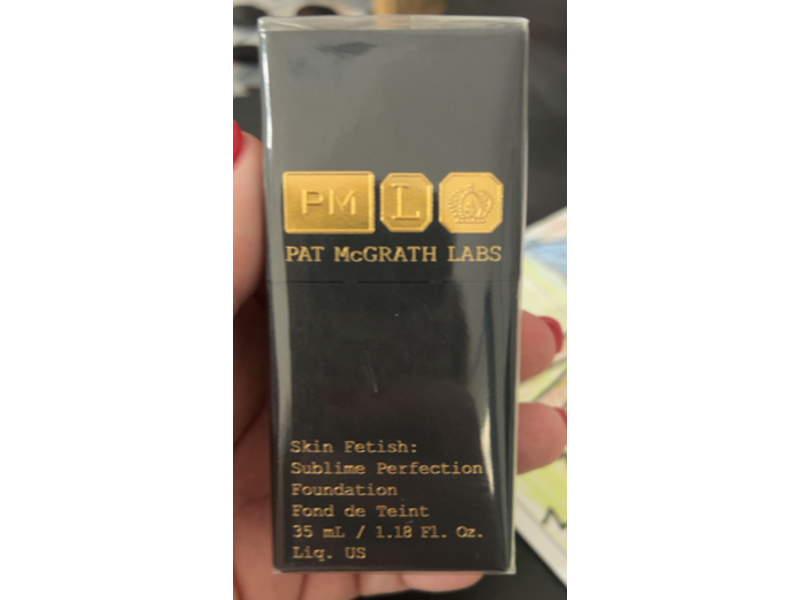 PM L
PAT McGRATH LABS
Skin Fetish:
Sublime Perfection
Foundation
Fond de Teint
35 mL / 1.18 Fl. Oz.
Liq. US